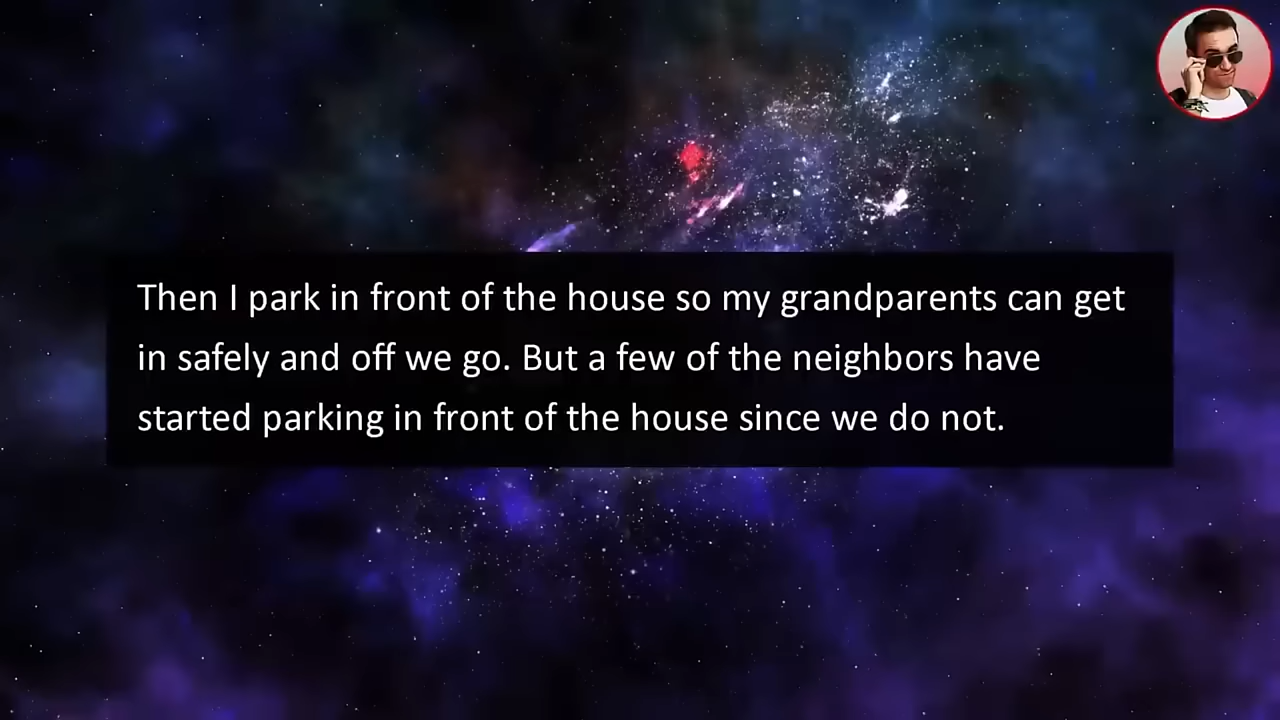 Then I park in front of the house so my grandparents can get
in safely and off we go. But a few of the neighbors have
started parking in front of the house since we do not.